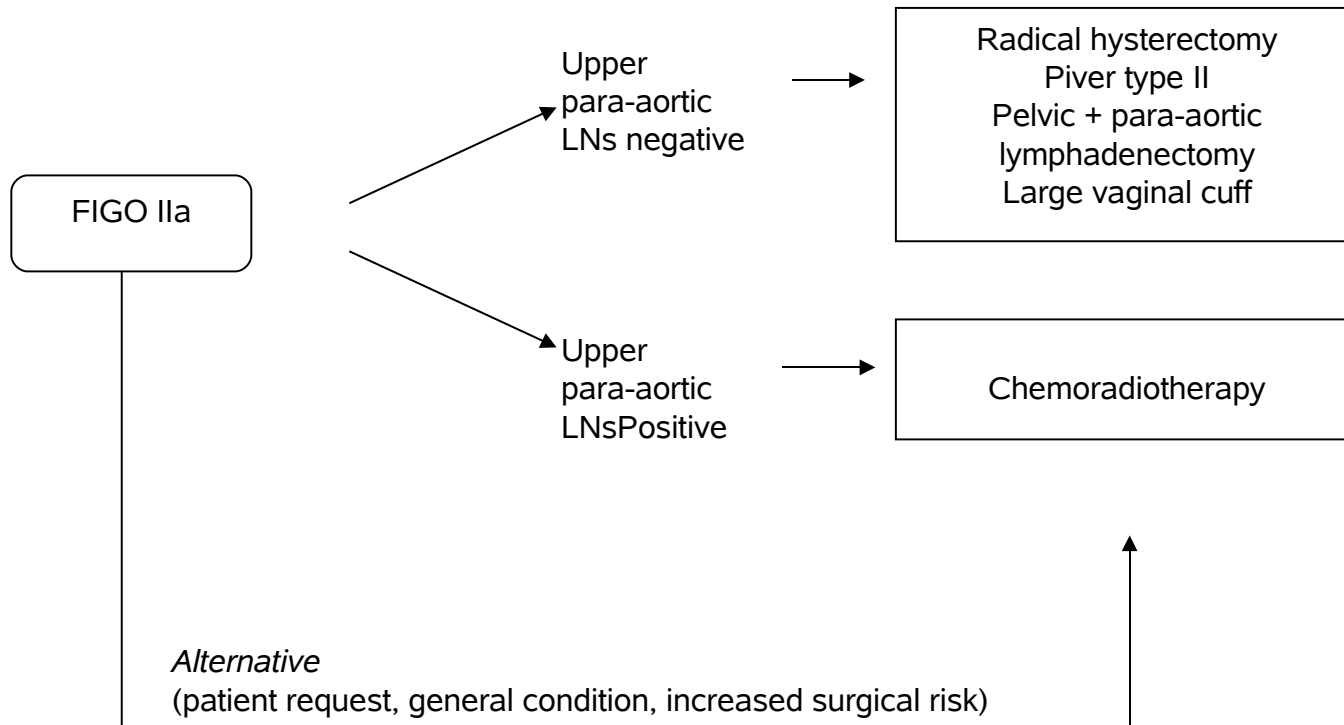 FIGO IIa
Upper
para-aortic
LNs negative
Radical hysterectomy
Piver type II
Pelvic + para-aortic
lymphadenectomy
Large vaginal cuff
Upper
para-aortic
LNsPositive
Chemoradiotherapy
Alternative
(patient request, general condition, increased surgical risk)